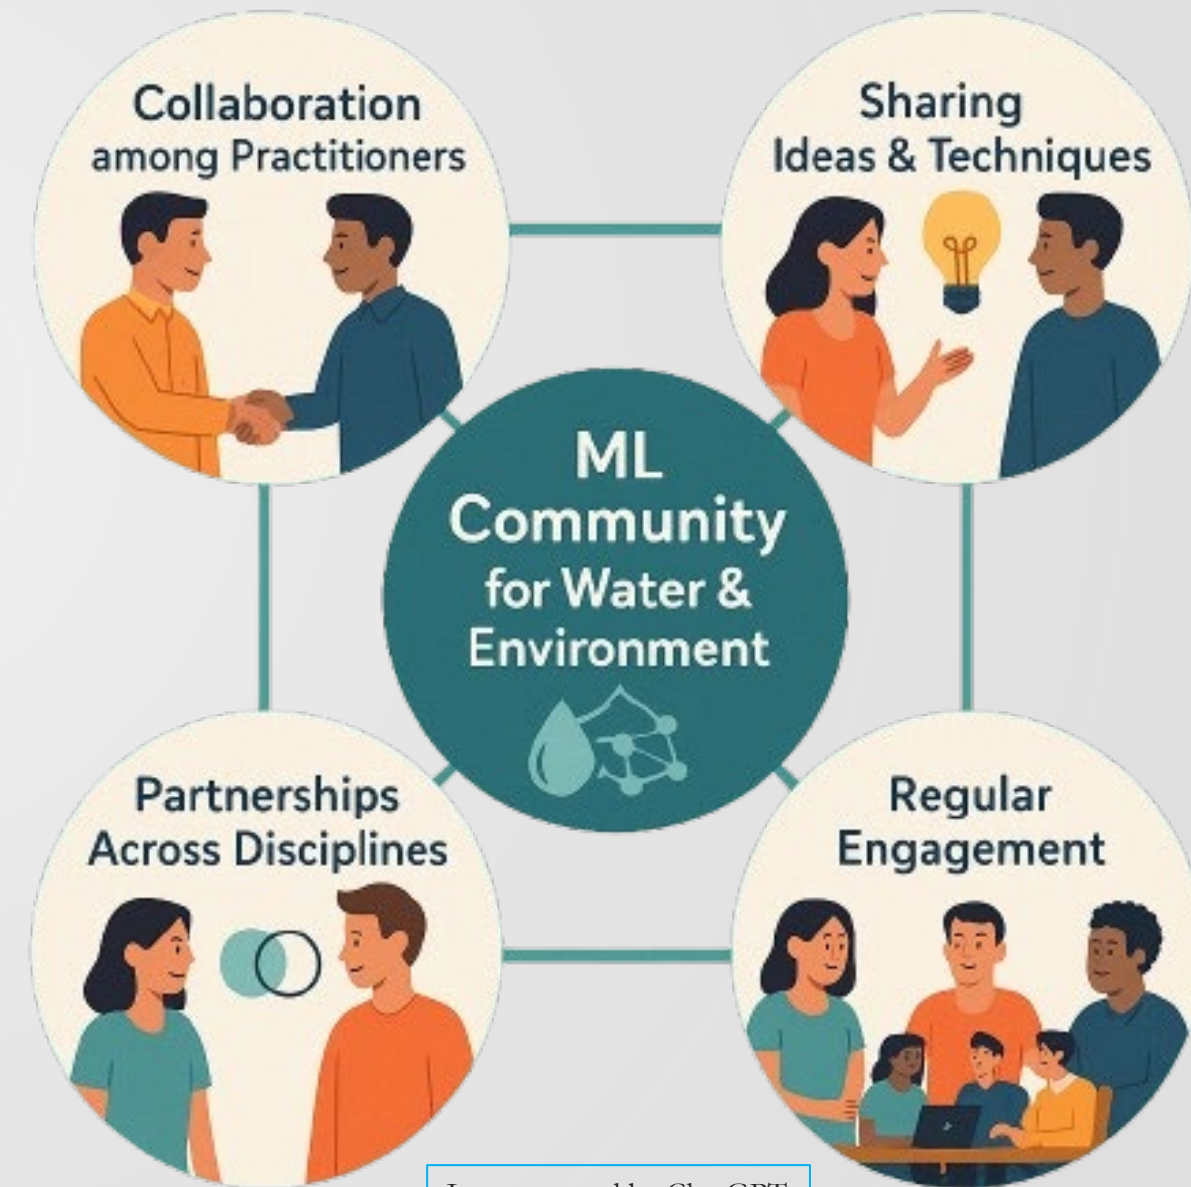 Collaboration
among Practitioners
Sharing
Ideas & Techniques
ML
Community
for Water &
Environment
Partnerships
Across Disciplines
Regular
Engagement